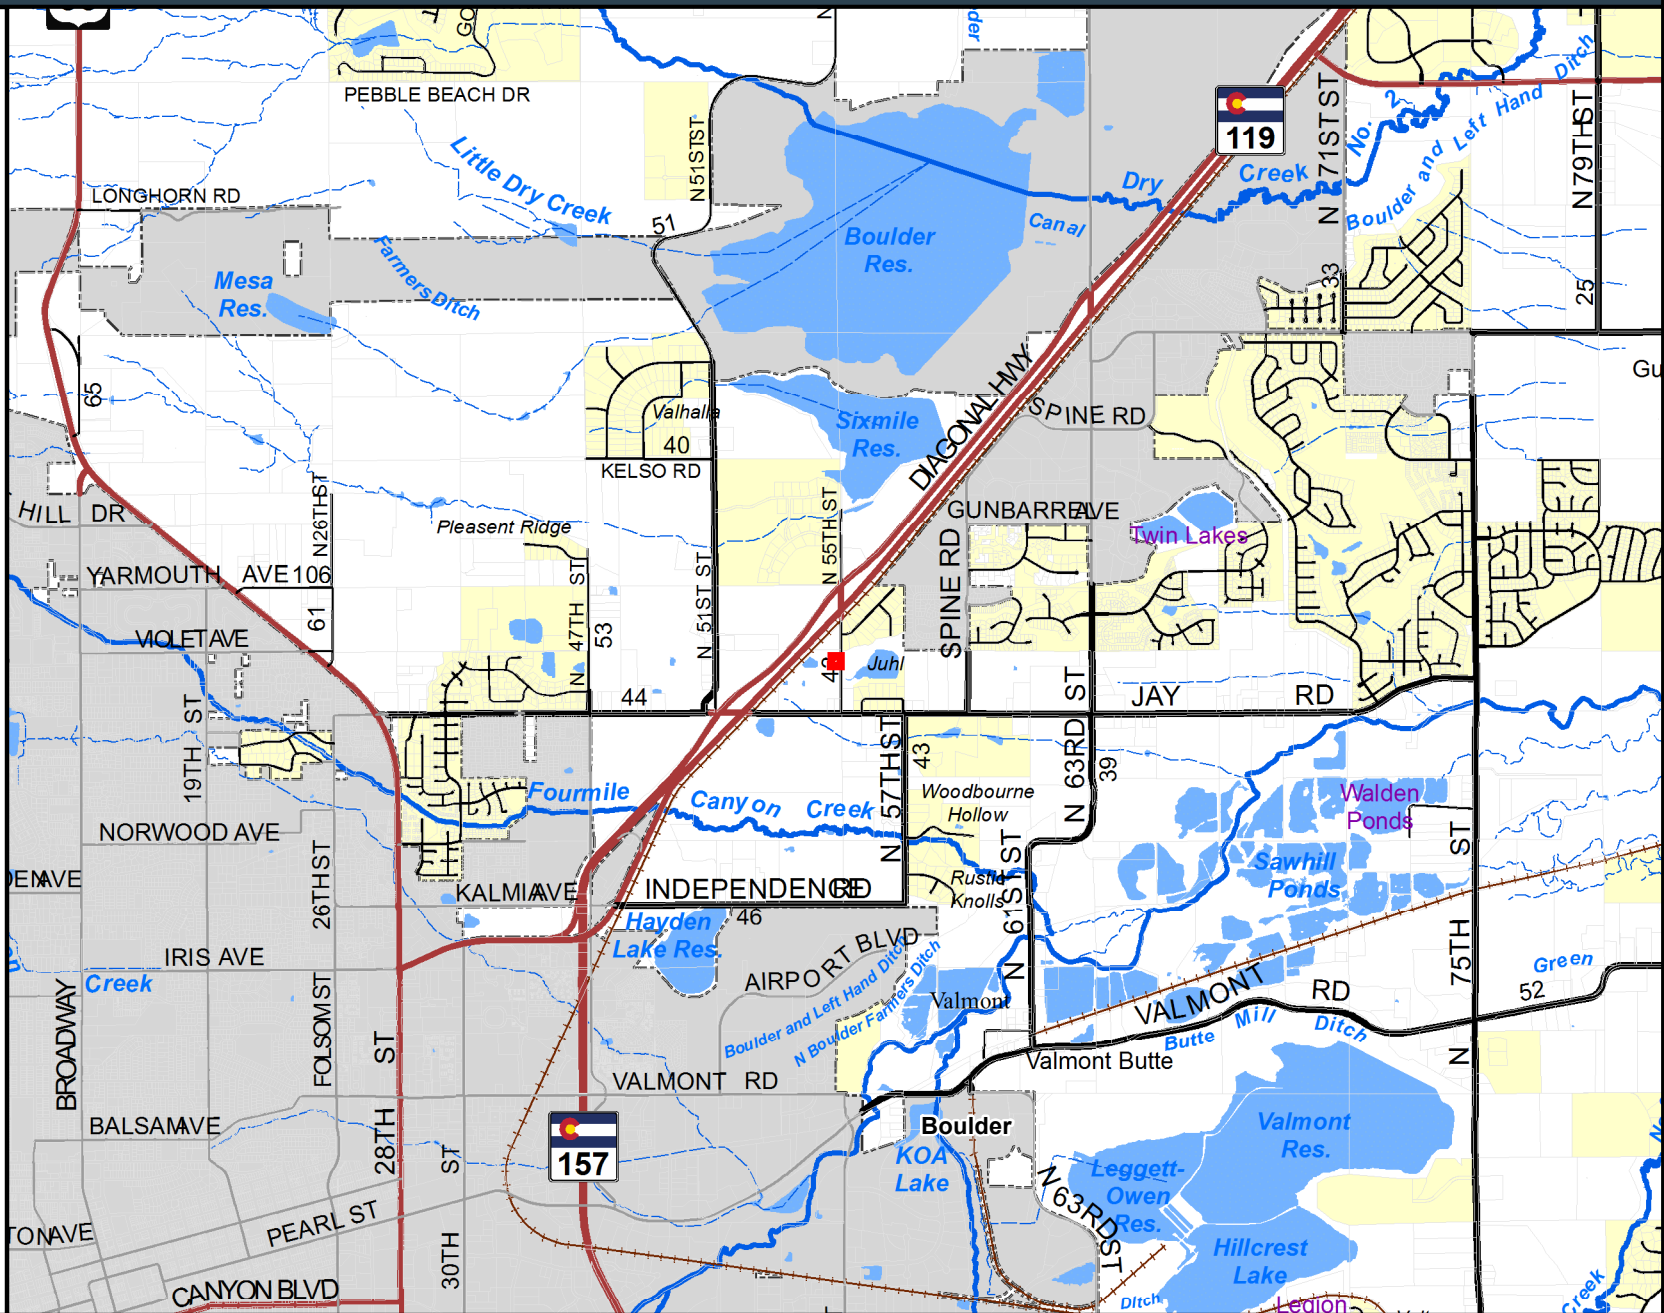 PEBBLE BEACH DR
119
N 71ST ST
No. 2
Ditch
Boulder and Left Hand
N 79TH ST
N 51ST ST
Little Dry Creek
Dry
Creek
LONGHORN RD
51
Canal
Boulder
Res.
Farmers Ditch
Mesa
Res.
33
25
65
DIAGONAL HWY
Valhalla
40
KELSO RD
Sixmile
Res.
SPINE RD
HILL DR
N 26TH ST
Pleasant Ridge
N 55TH ST
GUNBARREL AVE
Twin Lakes
YARMOUTH AVE 106
61
VIOLET AVE
N 47TH ST
53
N 51ST ST
SPINE RD
Juhl
44
N 63RD ST
JAY RD
19TH ST
N 57TH ST
43
39
Woodbourne
Hollow
Walden
Ponds
Fourmile
Canyon Creek
NORWOOD AVE
26TH ST
KALMIA AVE
INDEPENDENCE RD
46
Rustic
Knolls
N 61ST ST
Sawhill
Ponds
N 75TH ST
Hayden
Lake Res.
IRIS AVE
AIRPORT BLVD
Creek
Boulder and Left Hand Ditch
N Boulder Farmers Ditch
Valmont
VALMONT RD
Butte Mill Ditch
Green
52
BROADWAY
FOLSOM ST
28TH ST
VALMONT RD
Valmont Butte
BALSAM AVE
157
Boulder
KOA
Lake
Valmont
Res.
Leggett-
Owen
Res.
N 63RD ST
30TH ST
PEARL ST
Hillcrest
Lake
CANYON BLVD
Ditch
Legion
Creek